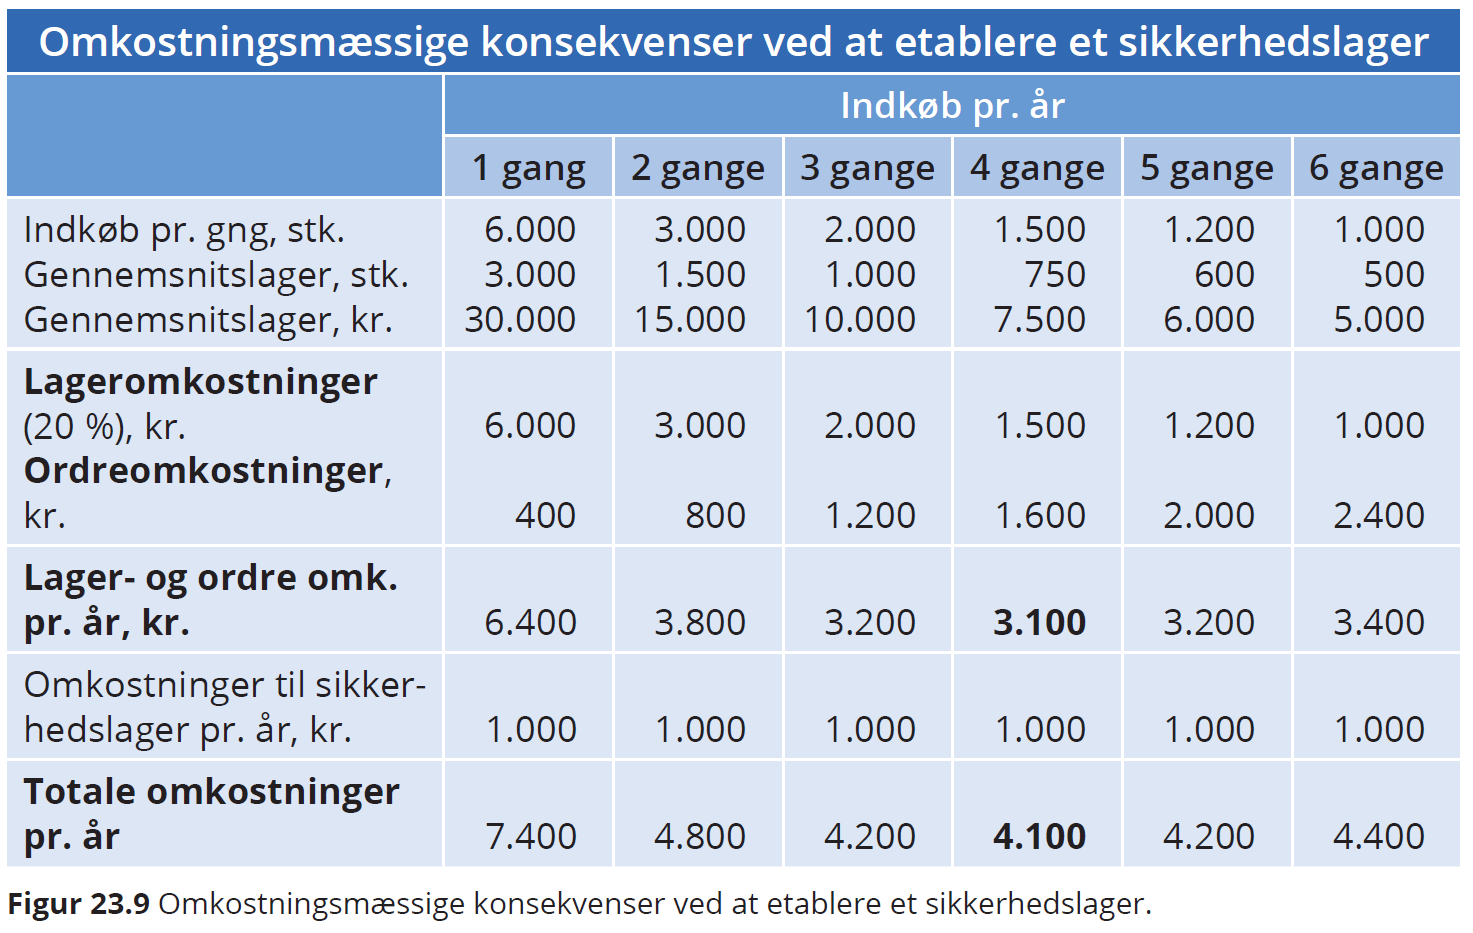 Omkostningsmæssige konsekvenser ved at etablere et sikkerhedslager
Indkøb pr. år
1 gang 2 gange 3 gange 4 gange 5 gange 6 gange
Indkøb pr. gng, stk. 6.000 3.000 2.000 1.500 1.200 1.000
Gennemsnitslager, stk. 3.000 1.500 1.000 750 600 500
Gennemsnitslager, kr. 30.000 15.000 10.000 7.500 6.000 5.000
Lageromkostninger
(20 %), kr. 6.000 3.000 2.000 1.500 1.200 1.000
Ordreomkostninger,
kr. 400 800 1.200 1.600 2.000 2.400
Lager- og ordre omk.
pr. år, kr. 6.400 3.800 3.200 3.100 3.200 3.400
Omkostninger til sikker-
hedslager pr. år, kr. 1.000 1.000 1.000 1.000 1.000 1.000
Totale omkostninger
pr. år 7.400 4.800 4.200 4.100 4.200 4.400
Figur 23.9 Omkostningsmæssige konsekvenser ved at etablere et sikkerhedslager.